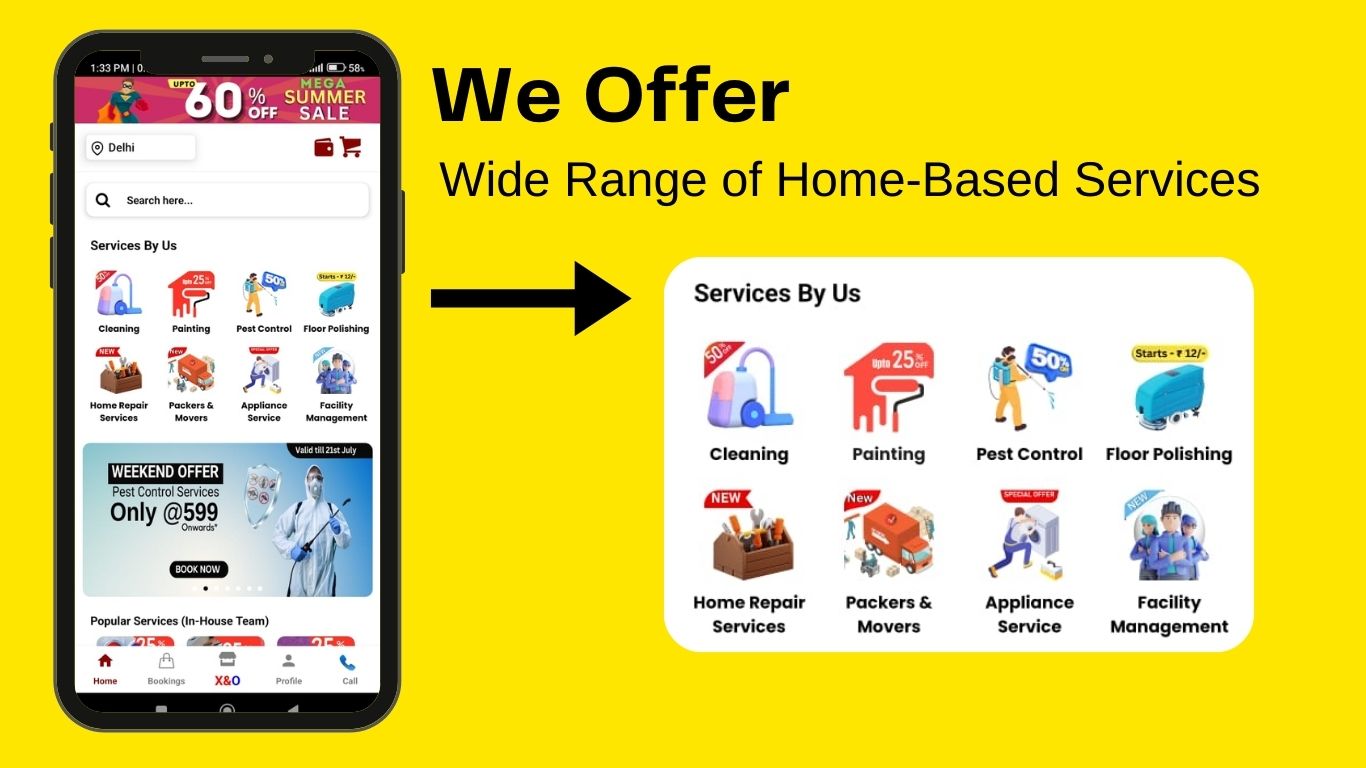 We Offer
Wide Range of Home-Based Services
1:33 PM | 0.
58
UPTO
60% OFF
MEGA
SUMMER
SALE
Delhi
Search here...
Services By Us
50% OFF
Upto 25% OFF
50%
Starts - ₹ 12/-
Cleaning
Painting
Pest Control
Floor Polishing
NEW
New
SPECIAL OFFER
NEW
Home Repair
Services
Packers &
Movers
Appliance
Service
Facility
Management
Valid till 21st July
WEEKEND OFFER
Pest Control Services
Only @599
Onwards*
BOOK NOW
Popular Services (In-House Team)
25%
25%
Home
Bookings
X&O
Profile
Call
Services By Us
50% OFF
Upto 25% OFF
50%
Starts - ₹ 12/-
Cleaning
Painting
Pest Control
Floor Polishing
NEW
New
SPECIAL OFFER
NEW
Home Repair
Services
Packers &
Movers
Appliance
Service
Facility
Management